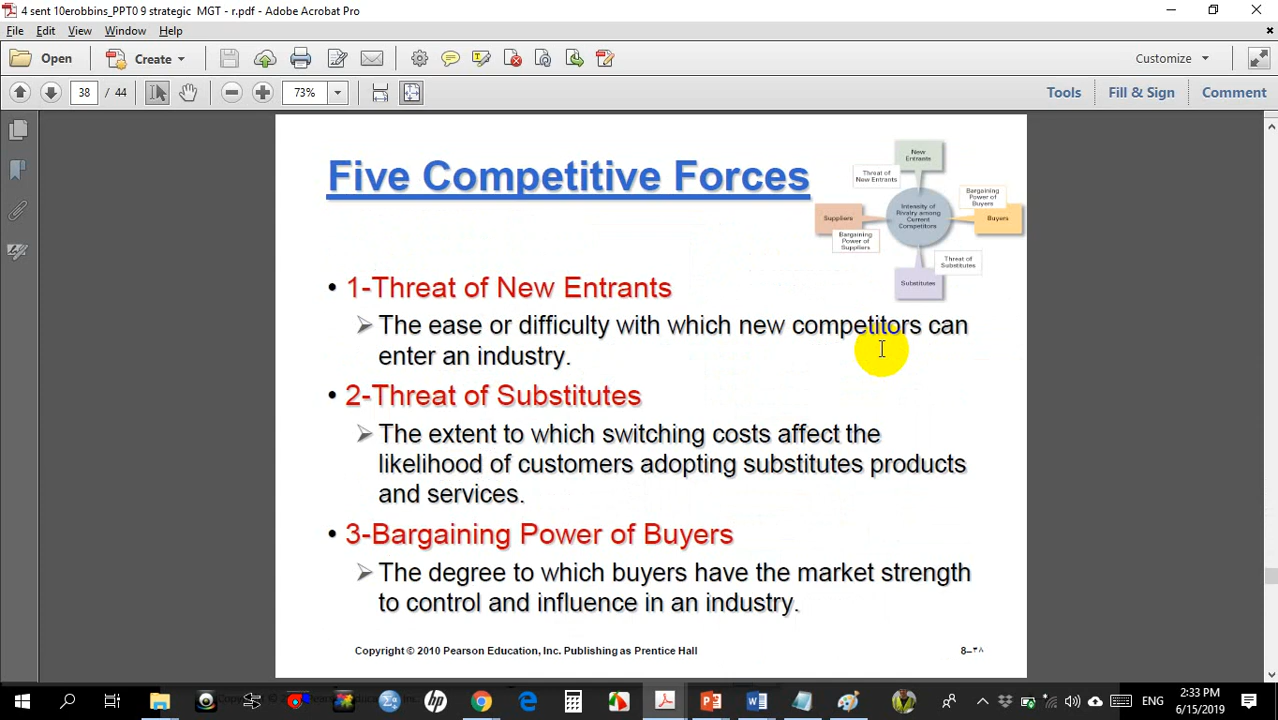 4 sent 10erobbins_PPT0 9 strategic MGT - r.pdf - Adobe Acrobat Pro
File Edit View Window Help
Open Create Customize
38 / 44 73% Tools Fill & Sign Comment
Five Competitive Forces
New
Entrants
Threat of
New Entrants
Bargaining
Power of
Buyers
Suppliers
Intensity of
Rivalry among
Current
Competitors
Buyers
Bargaining
Power of
Suppliers
Threat of
Substitutes
Substitutes
• 1-Threat of New Entrants
➢ The ease or difficulty with which new competitors can
enter an industry.
• 2-Threat of Substitutes
➢ The extent to which switching costs affect the
likelihood of customers adopting substitutes products
and services.
• 3-Bargaining Power of Buyers
➢ The degree to which buyers have the market strength
to control and influence in an industry.
Copyright © 2010 Pearson Education, Inc. Publishing as Prentice Hall 8–٣٨
ENG
2:33 PM
6/15/2019